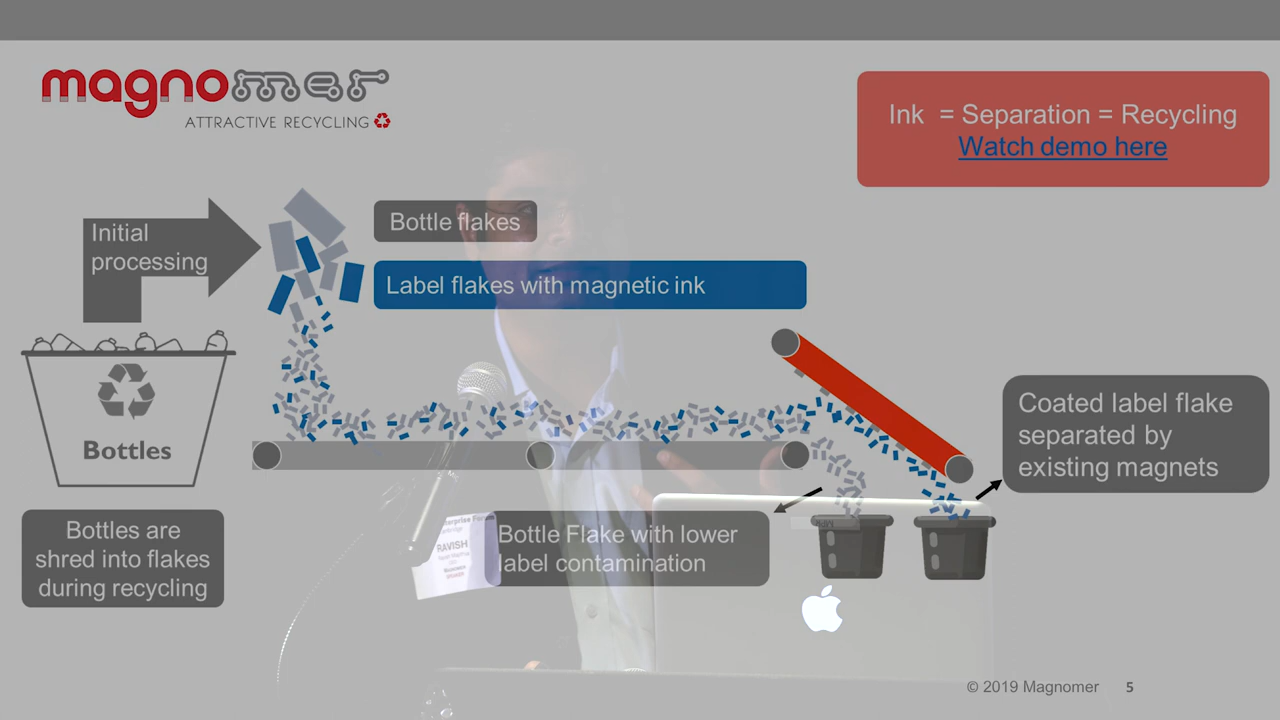 magnomer
ATTRACTIVE RECYCLING
Ink = Separation = Recycling
Watch demo here
Initial
processing
Bottle flakes
Label flakes with magnetic ink
Bottles
Coated label flake
separated by
existing magnets
Bottles are
shred into flakes
during recycling
Bottle Flake with lower
label contamination
RAVISH
© 2019 Magnomer 5